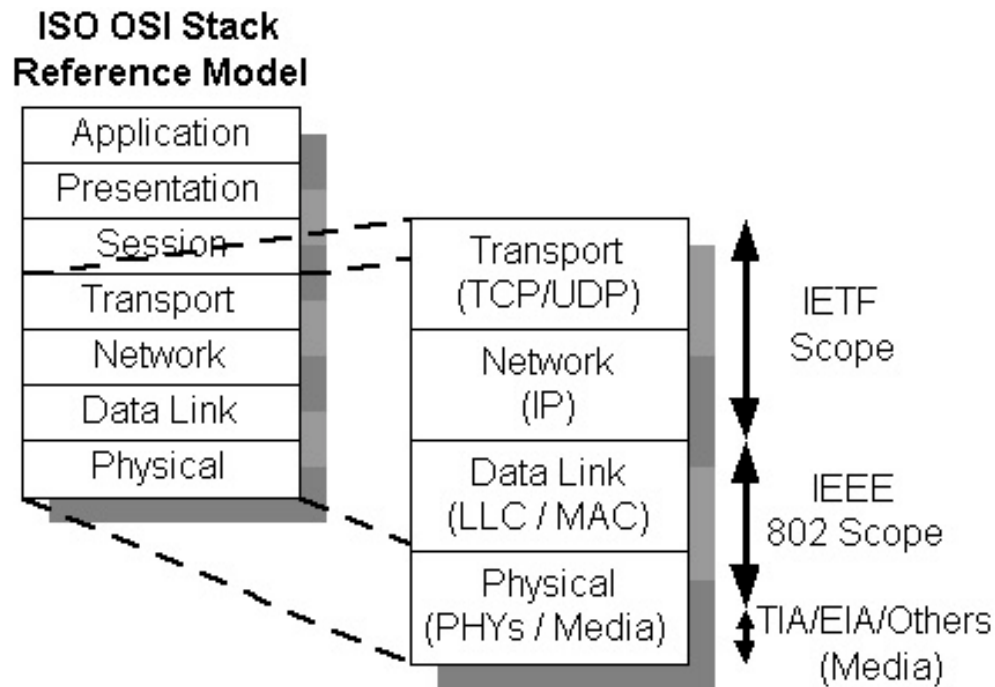 ISO OSI Stack
Reference Model
Application
Presentation
Session
Transport
Network
Data Link
Physical
Transport
(TCP/UDP)
Network
(IP)
Data Link
(LLC / MAC)
Physical
(PHYs / Media)
IETF
Scope
IEEE
802 Scope
TIA/EIA/Others
(Media)